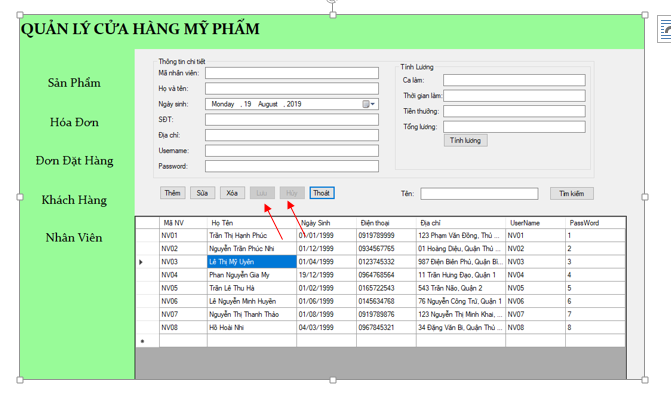 QUẢN LÝ CỬA HÀNG MỸ PHẨM
Sản Phẩm
Hóa Đơn
Đơn Đặt Hàng
Khách Hàng
Nhân Viên
Thông tin chi tiết
Mã nhân viên:
Họ và tên:
Ngày sinh: Monday , 19 August , 2019
SĐT:
Địa chỉ:
Username:
Password:
Tính Lương
Ca làm:
Thời gian làm:
Tiền thưởng:
Tổng lương:
Tính lương
Thêm Sửa Xóa Lưu Hủy Thoát Tên: Tìm kiếm
Mã NV Họ Tên Ngày Sinh Điện thoại Địa chỉ UserName PassWord
NV01 Trần Thị Hạnh Phúc 01/01/1999 0919789999 123 Phạm Văn Đồng, Thủ ... NV01 1
NV02 Nguyễn Trần Phúc Nhi 01/12/1999 0934567765 01 Hoàng Diệu, Quận Thủ ... NV02 2
NV03 Lê Thị Mỹ Uyên 01/04/1999 0123745332 987 Điện Biên Phủ, Quận Bì... NV03 3
NV04 Phan Nguyễn Gia My 19/12/1999 0964768564 11 Trần Hưng Đạo, Quận 1 NV04 4
NV05 Trần Lê Thu Hà 01/02/1999 0165722543 543 Trần Não, Quận 2 NV05 5
NV06 Lê Nguyễn Minh Huyên 01/06/1999 0145634768 76 Nguyễn Công Trứ, Quận 1 NV06 6
NV07 Nguyễn Thị Thanh Thảo 01/08/1999 0919789876 123 Nguyễn Thị Minh Khai, ... NV07 7
NV08 Hồ Hoài Nhi 04/03/1999 0967845321 34 Đặng Văn Bi, Quận Thủ ... NV08 8